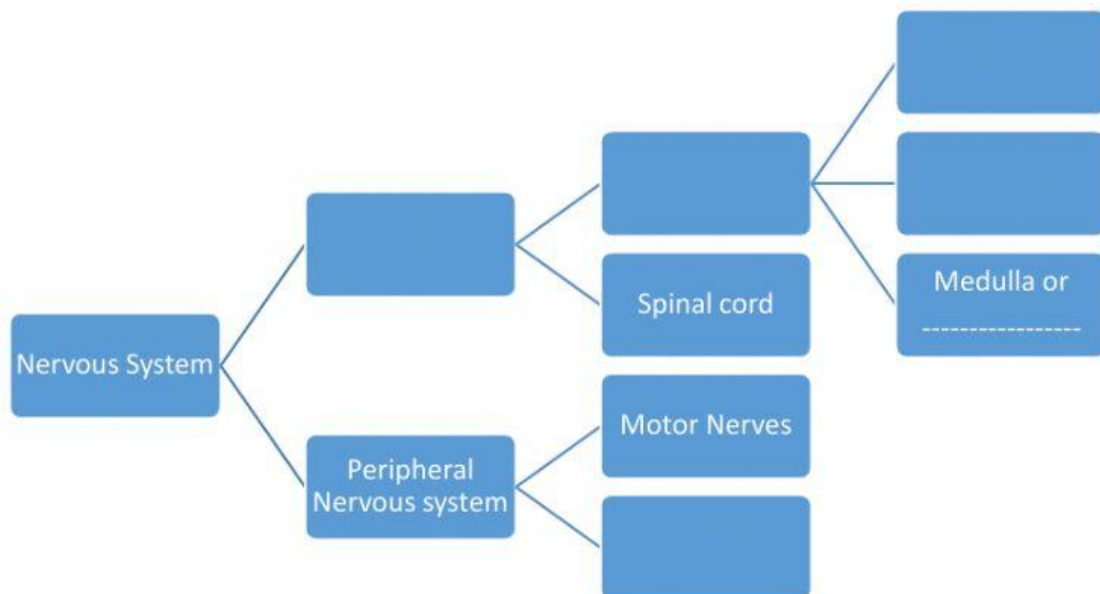 Nervous System
Peripheral
Nervous system
Spinal cord
Motor Nerves
Medulla or
-----------------